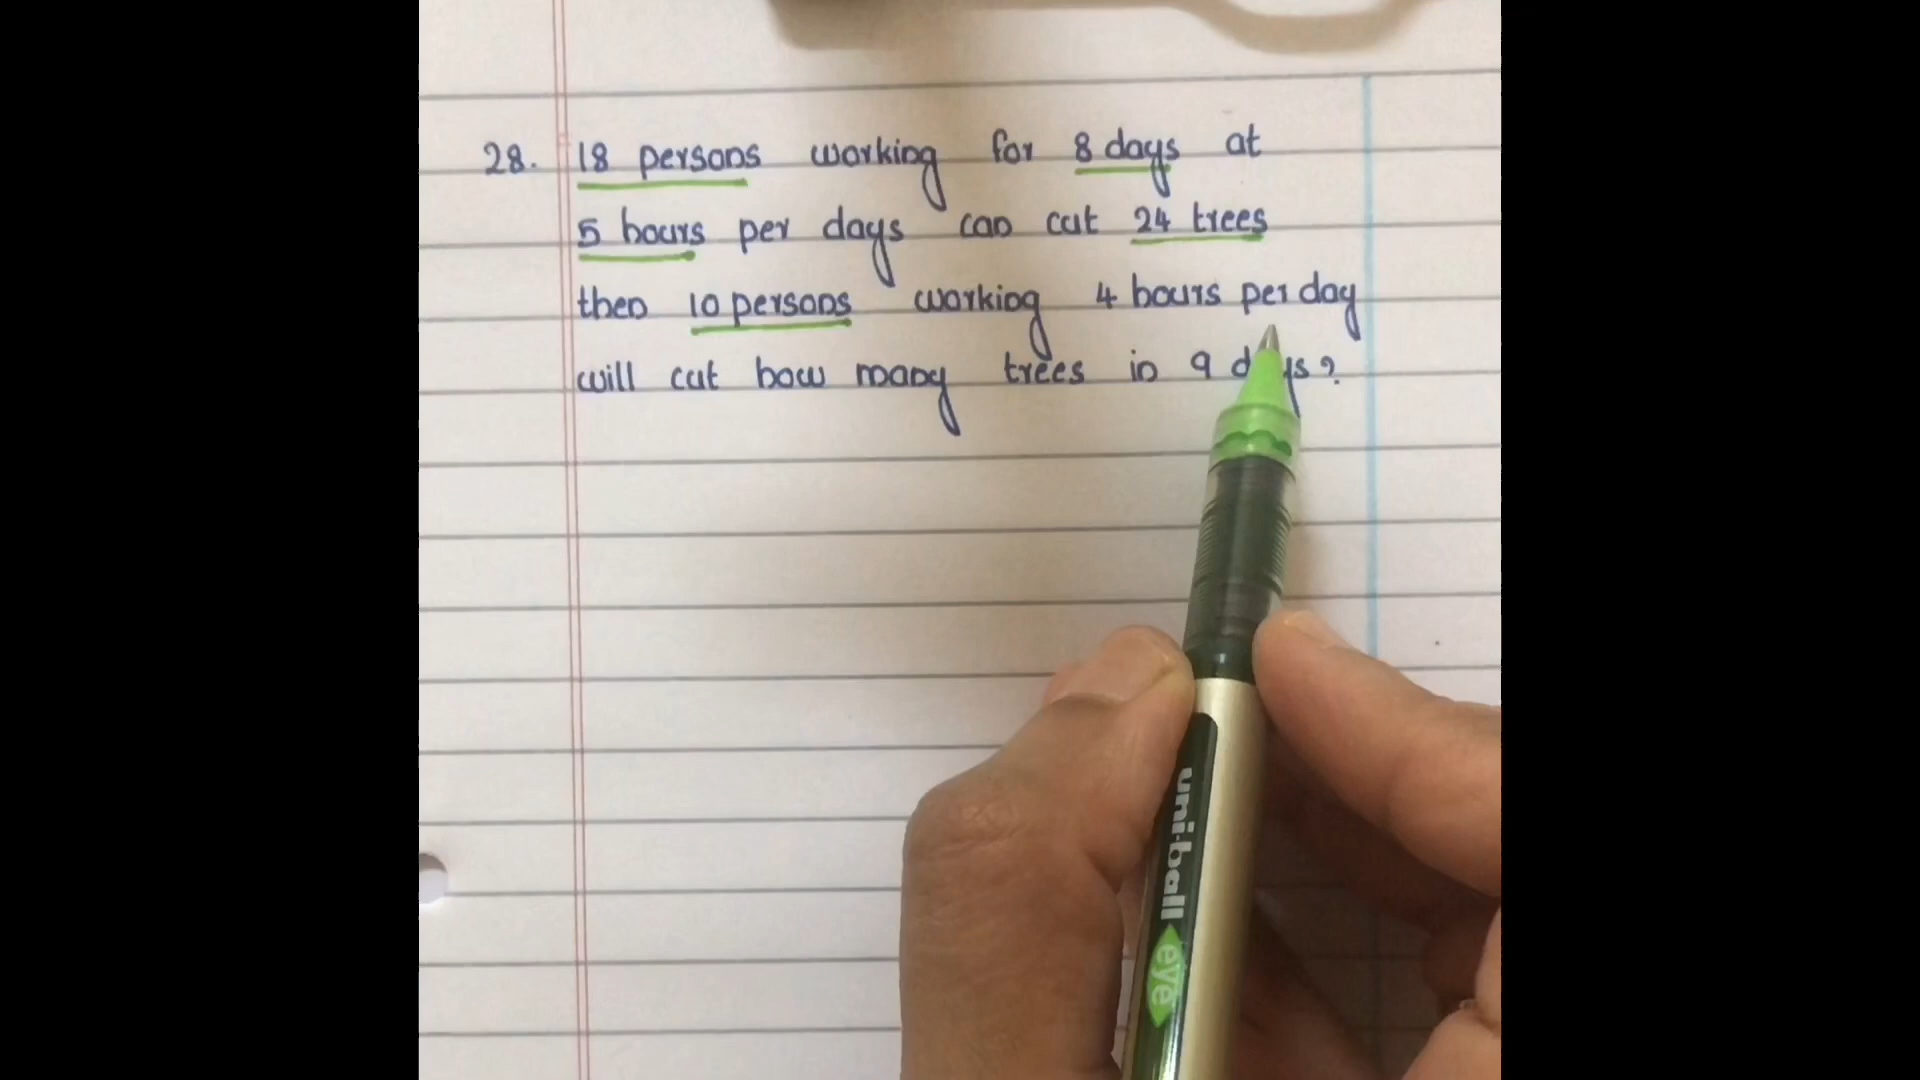 28. 18 persons working for 8 days at
5 hours per days can cut 24 trees
then 10 persons working 4 hours per day
will cut how many trees in 9 days?
uni-ball eye